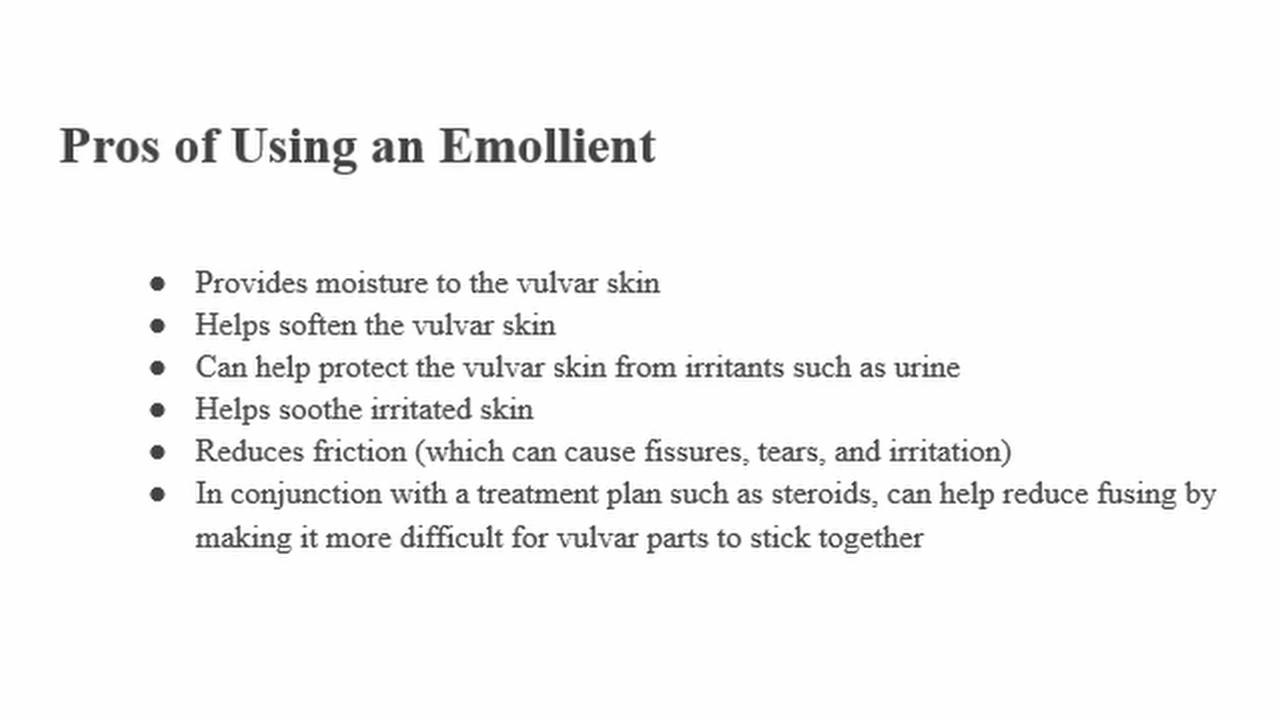 Pros of Using an Emollient
● Provides moisture to the vulvar skin
● Helps soften the vulvar skin
● Can help protect the vulvar skin from irritants such as urine
● Helps soothe irritated skin
● Reduces friction (which can cause fissures, tears, and irritation)
● In conjunction with a treatment plan such as steroids, can help reduce fusing by
making it more difficult for vulvar parts to stick together